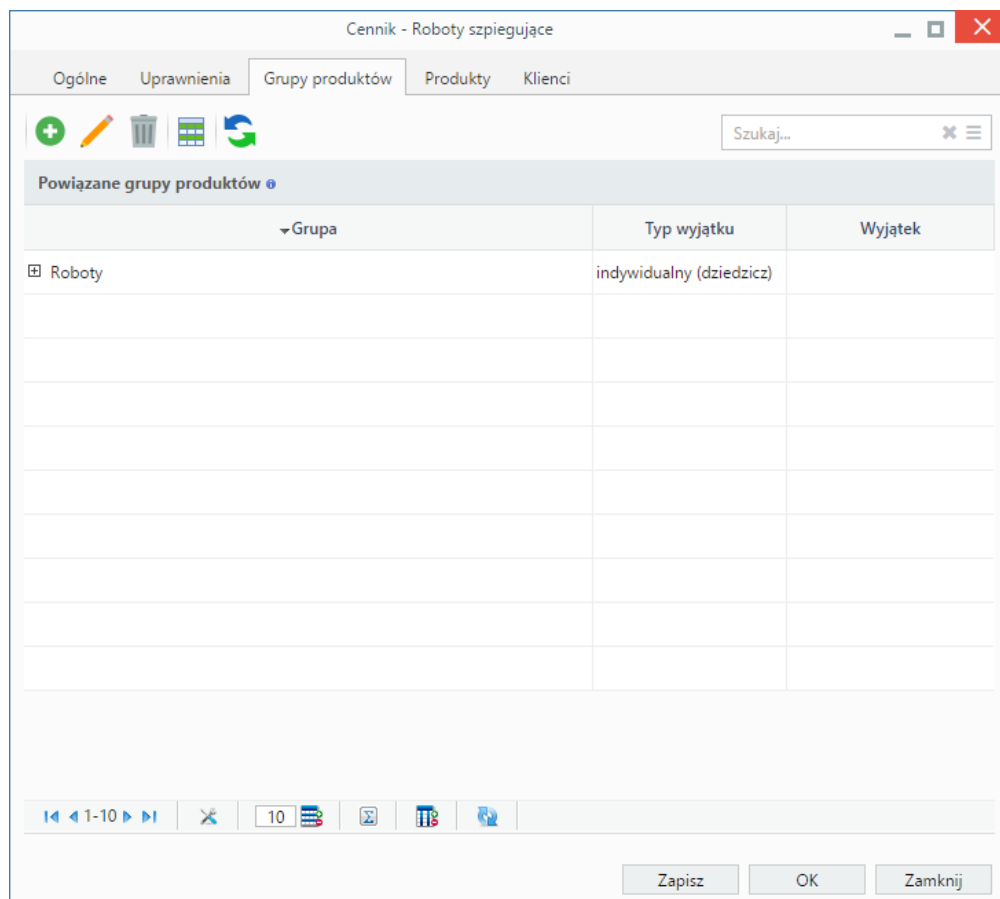 Cennik - Roboty szpiegujące
Ogólne Uprawnienia Grupy produktów Produkty Klienci
Szukaj...
Powiązane grupy produktów
Grupa Typ wyjątku Wyjątek
Roboty indywidualny (dziedzicz)
1-10 10
Zapisz OK Zamknij